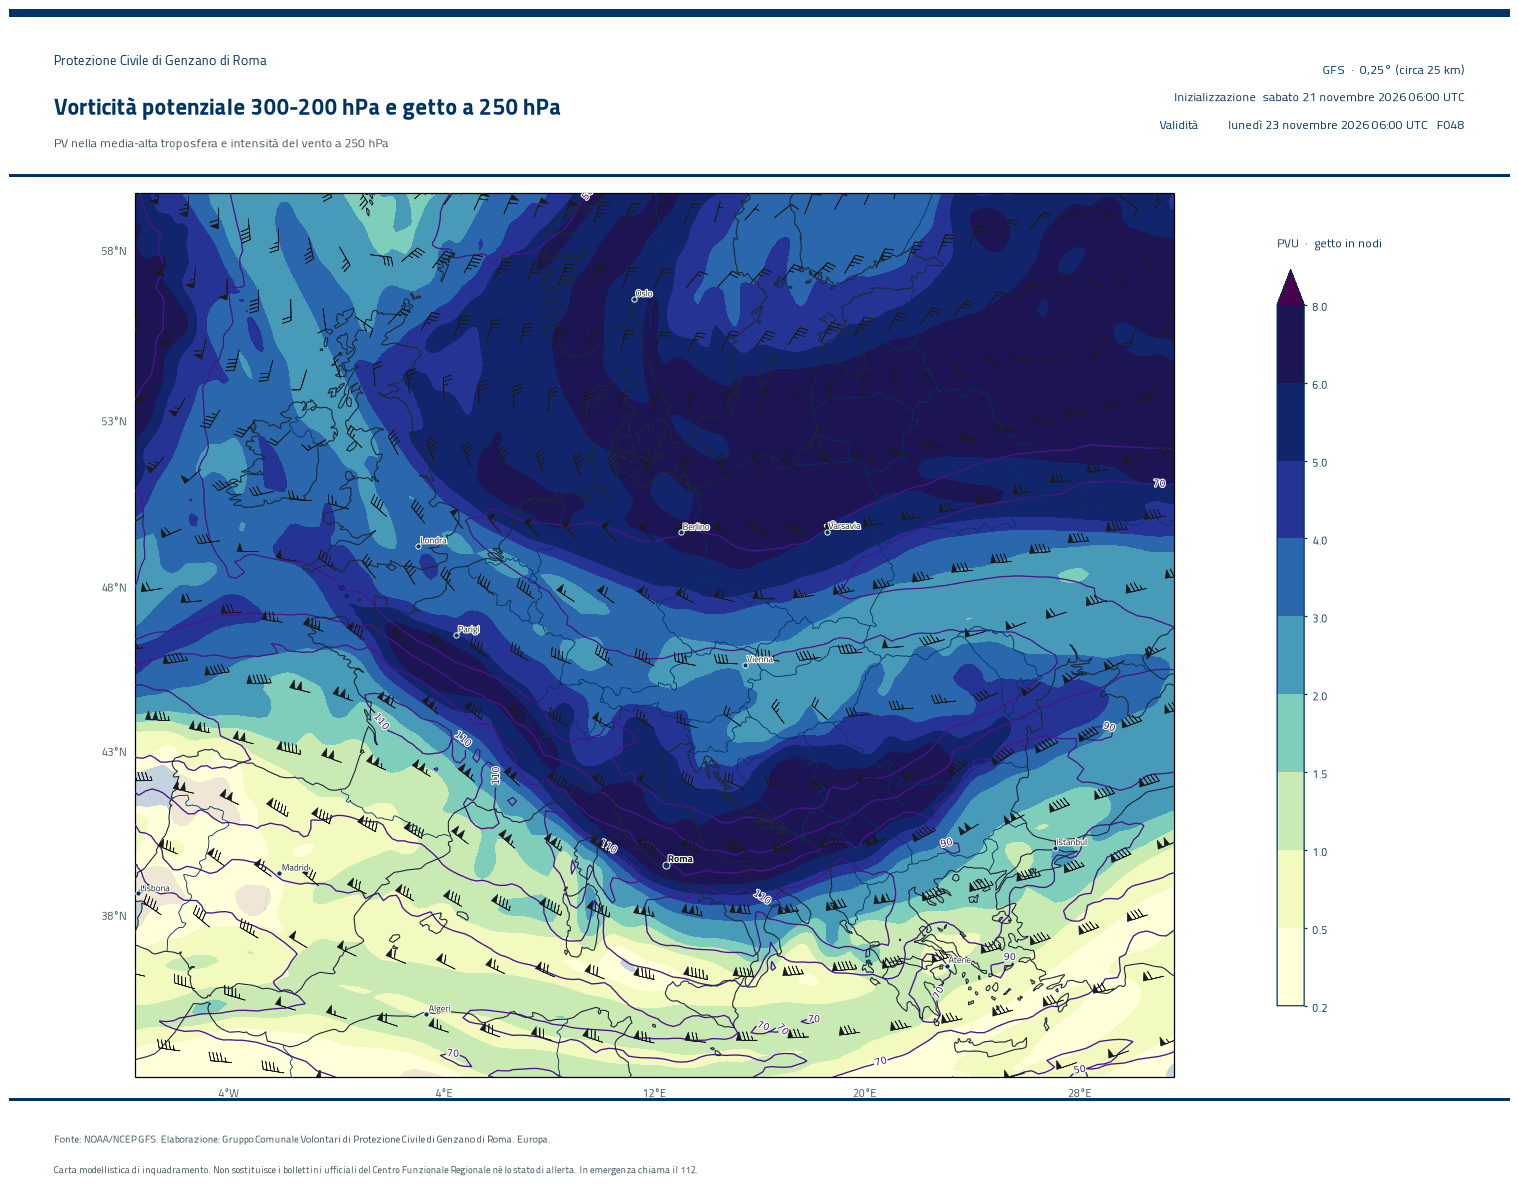 Protezione Civile di Genzano di Roma
Vorticità potenziale 300-200 hPa e getto a 250 hPa
PV nella media-alta troposfera e intensità del vento a 250 hPa
GFS · 0,25° (circa 25 km)
Inizializzazione sabato 21 novembre 2026 06:00 UTC
Validità lunedì 23 novembre 2026 06:00 UTC F048
PVU · getto in nodi
8.0
6.0
5.0
4.0
3.0
2.0
1.5
1.0
0.5
0.2
58°N
53°N
48°N
43°N
38°N
4°W
4°E
12°E
20°E
28°E
Oslo
70
Berlino
Varsavia
Londra
Parigi
Vienna
110
110
90
110
110
Roma
90
Istanbul
Madrid
Lisbona
110
Atene
90
70
Algeri
70
70
70
70
70
50
Fonte: NOAA/NCEP GFS. Elaborazione: Gruppo Comunale Volontari di Protezione Civile di Genzano di Roma. Europa.
Carta modellistica di inquadramento. Non sostituisce i bollettini ufficiali del Centro Funzionale Regionale né lo stato di allerta. In emergenza chiama il 112.